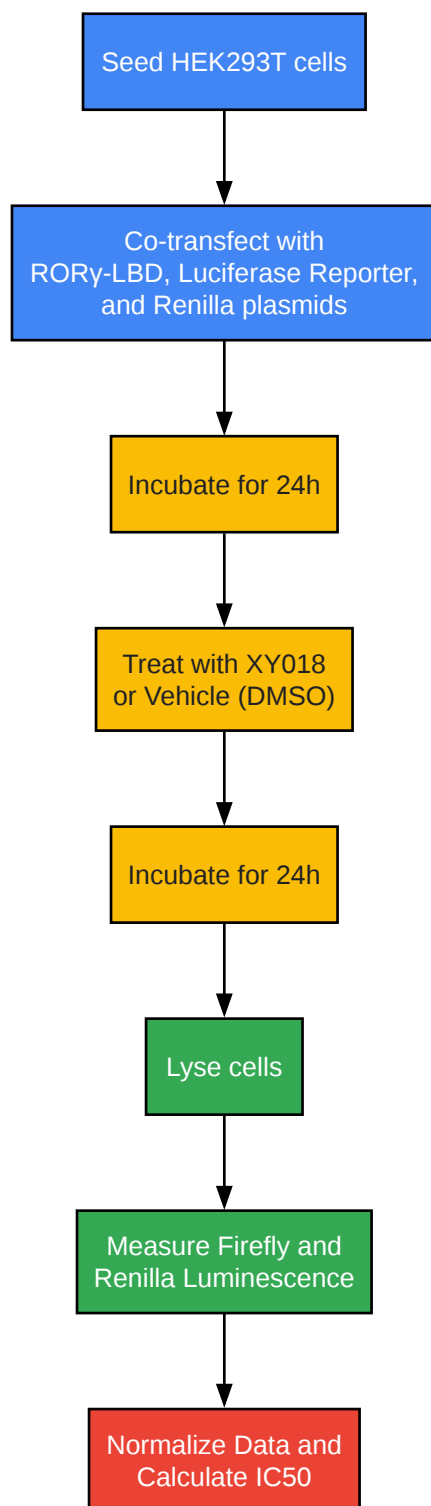 Seed HEK293T cells
Co-transfect with
RORγ-LBD, Luciferase Reporter,
and Renilla plasmids
Incubate for 24h
Treat with XY018
or Vehicle (DMSO)
Incubate for 24h
Lyse cells
Measure Firefly and
Renilla Luminescence
Normalize Data and
Calculate IC50